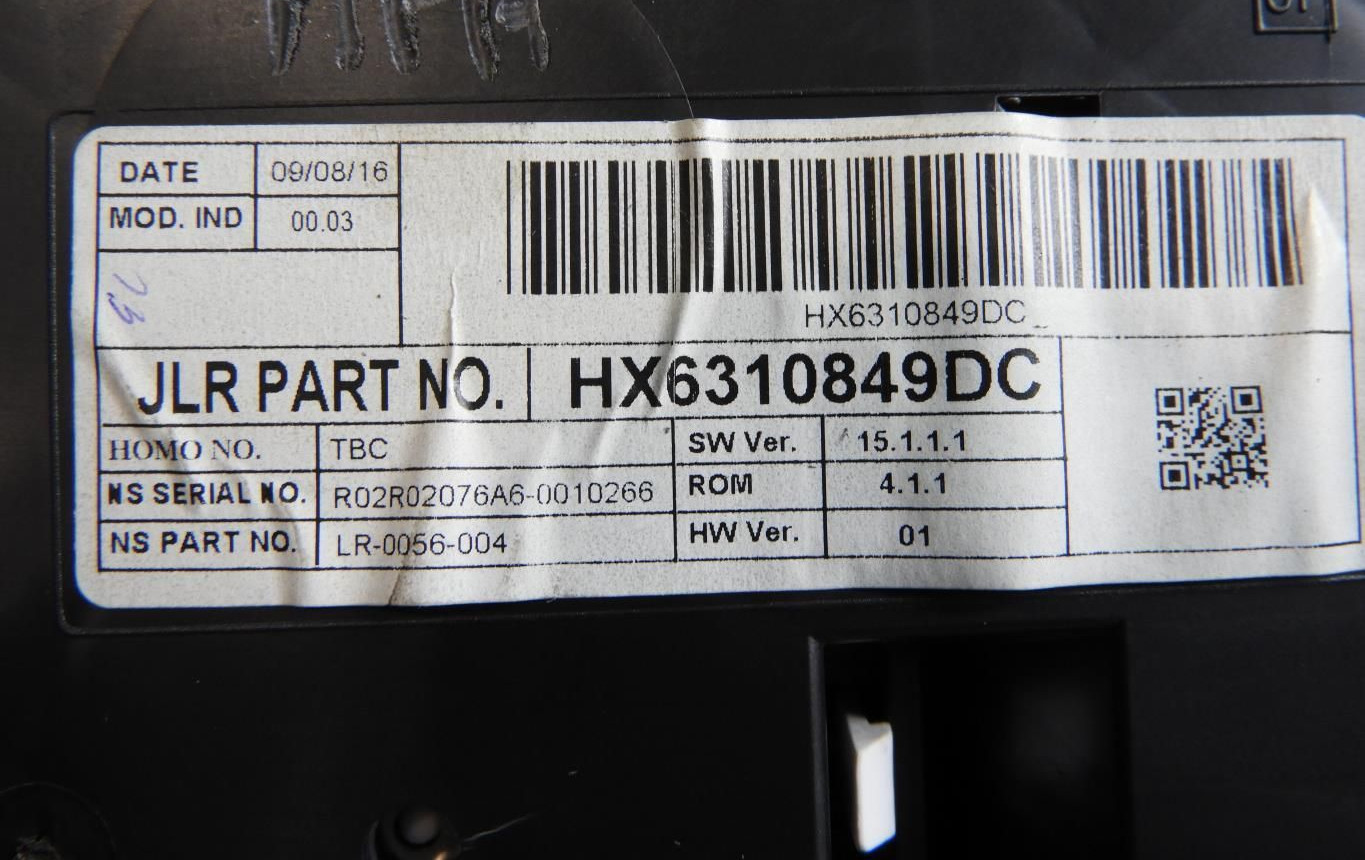 DATE 09/08/16
MOD. IND 00.03
HX6310849DC
JLR PART NO. HX6310849DC
HOMO NO. TBC
NS SERIAL NO. R02R02076A6-0010266
NS PART NO. LR-0056-004
SW Ver. 15.1.1.1
ROM 4.1.1
HW Ver. 01